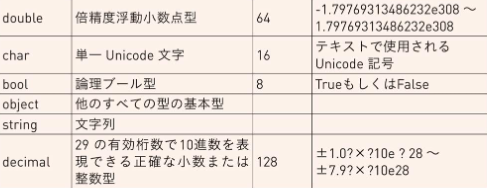 double 倍精度浮動小数点型 64 -1.79769313486232e308 ～
1.79769313486232e308
char 単一 Unicode 文字 16 テキストで使用される
Unicode 記号
bool 論理ブール型 8 TrueもしくはFalse
object 他のすべての型の基本型
string 文字列
decimal 29 の有効桁数で10進数を表
現できる正確な小数または
整数型 128 ±1.0?×?10e ? 28 ～
±7.9?×?10e28